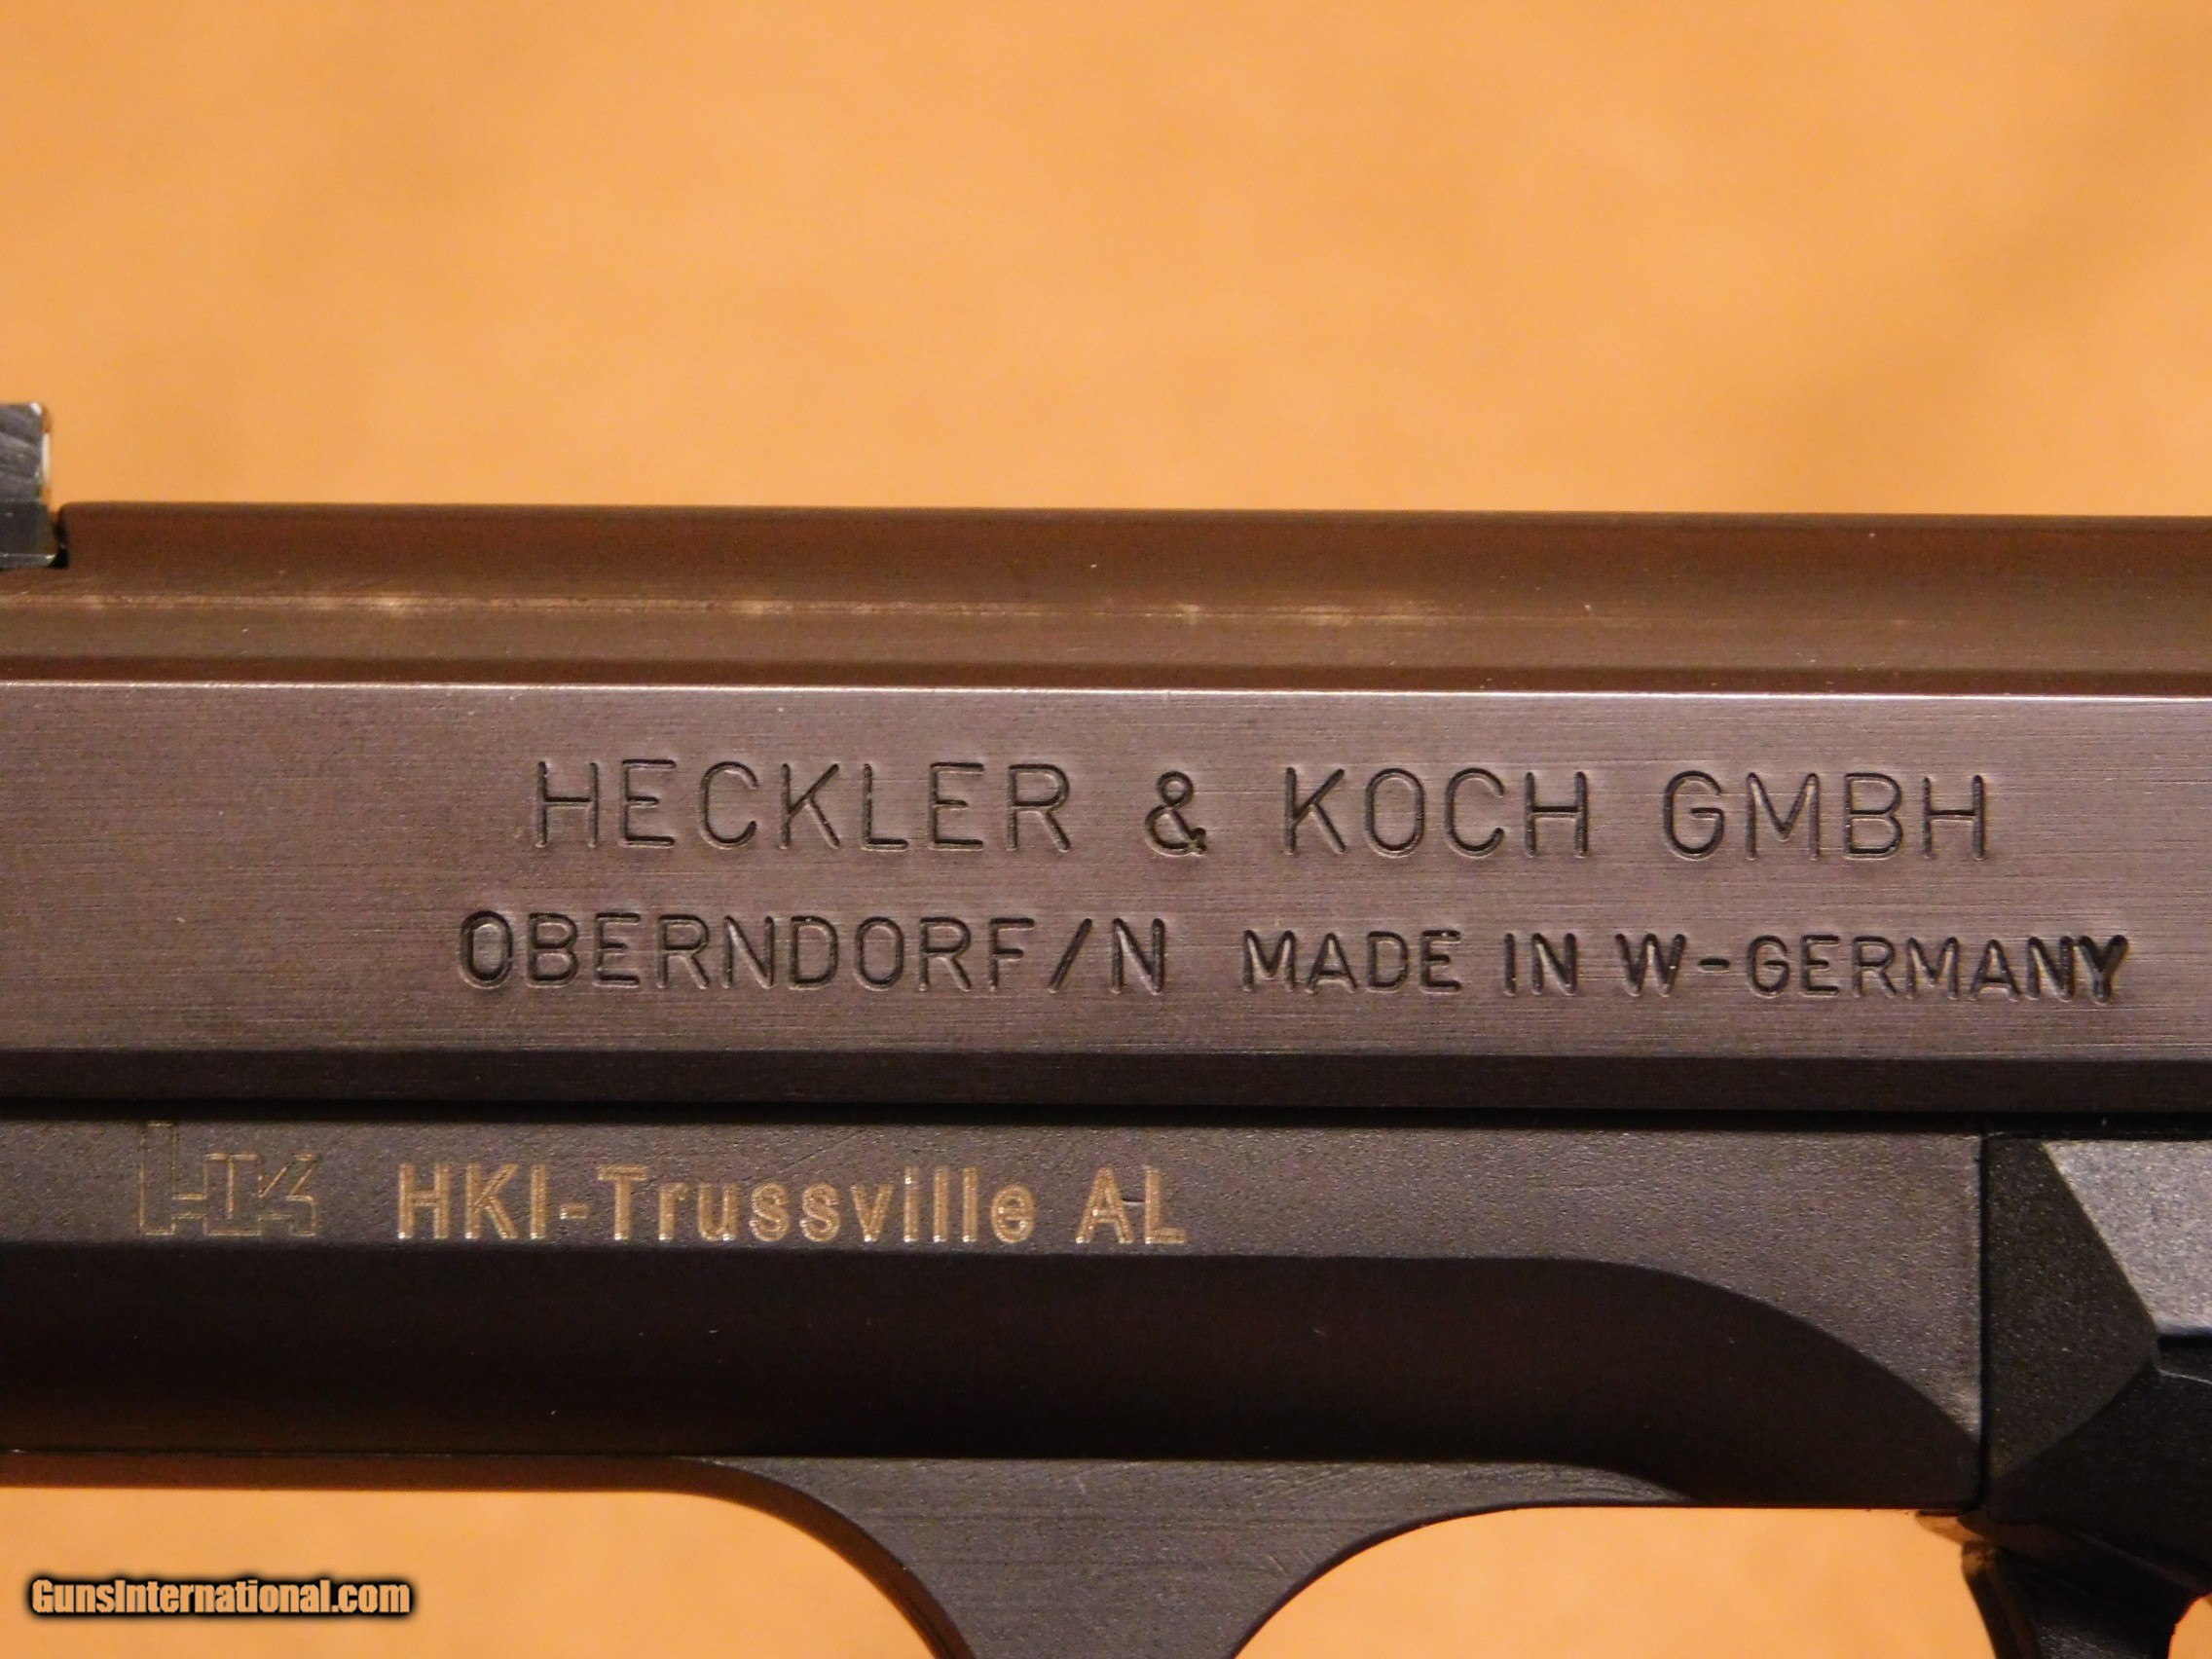 HECKLER & KOCH GMBH
OBERNDORF/N MADE IN W-GERMANY
HK HKI-Trussville AL
GunsInternational.com